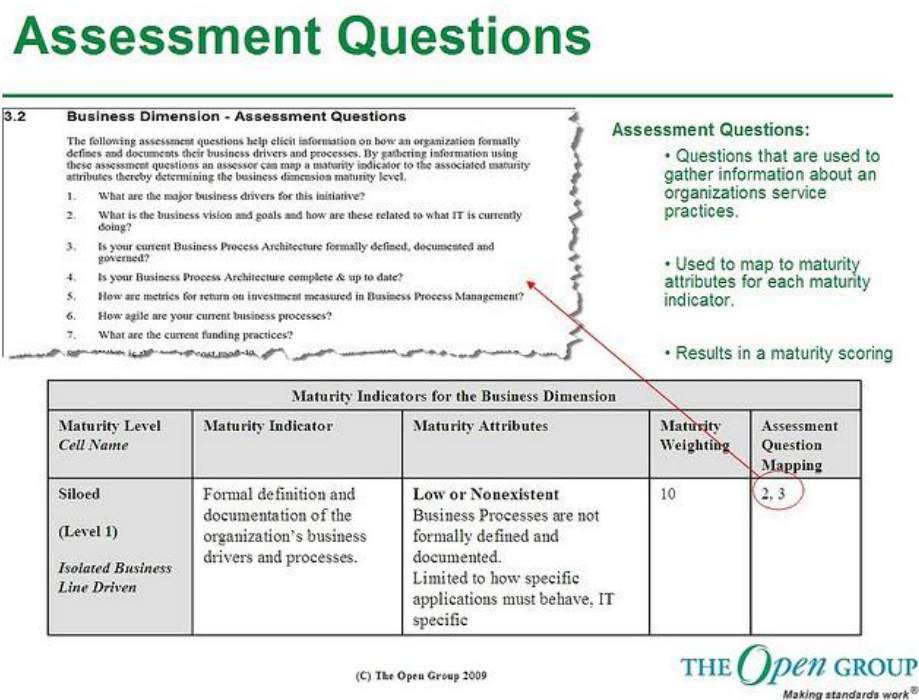 Assessment Questions
3.2 Business Dimension - Assessment Questions
The following assessment questions help elicit information on how an organization formally
defines and documents their business drivers and processes. By gathering information using
these assessment questions an assessor can map a maturity indicator to the associated maturity
attributes thereby determining the business dimension maturity level.
1. What are the major business drivers for this initiative?
2. What is the business vision and goals and how are these related to what IT is currently
doing?
3. Is your current Business Process Architecture formally defined, documented and
governed?
4. Is your Business Process Architecture complete & up to date?
5. How are metrics for return on investment measured in Business Process Management?
6. How agile are your current business processes?
7. What are the current funding practices?
Assessment Questions:
• Questions that are used to
gather information about an
organizations service
practices.
• Used to map to maturity
attributes for each maturity
indicator.
• Results in a maturity scoring
Maturity Indicators for the Business Dimension
Maturity Level
Cell Name
Maturity Indicator
Maturity Attributes
Maturity
Weighting
Assessment
Question
Mapping
Siloed
(Level 1)
Isolated Business
Line Driven
Formal definition and
documentation of the
organization's business
drivers and processes.
Low or Nonexistent
Business Processes are not
formally defined and
documented.
Limited to how specific
applications must behave, IT
specific
10
2, 3
(C) The Open Group 2009
THE Open GROUP
Making standards work®